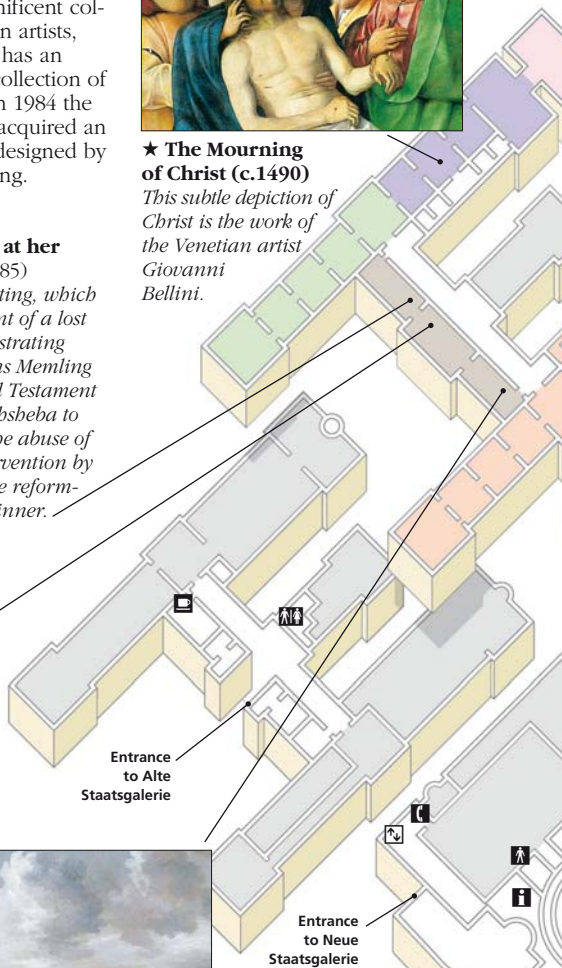 nificent col-
n artists,
has an
collection of
n 1984 the
acquired an
designed by
ng.
★ The Mourning
of Christ (c.1490)
This subtle depiction of
Christ is the work of
the Venetian artist
Giovanni
Bellini.
at her
85)
ting, which
nt of a lost
strating
ns Memling
d Testament
bsheba to
be abuse of
rvention by
e reform-
inner.
Entrance
to Alte
Staatsgalerie
Entrance
to Neue
Staatsgalerie